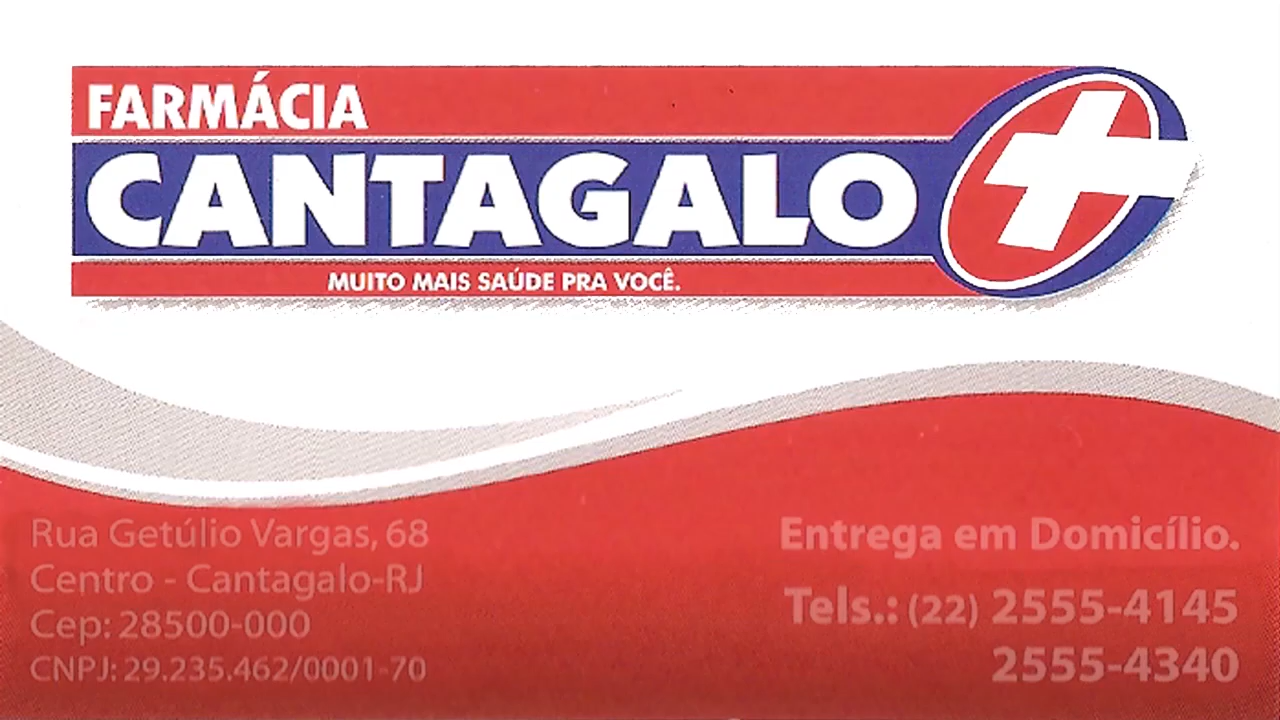 FARMÁCIA
CANTAGALO
MUITO MAIS SAÚDE PRA VOCÊ.
Rua Getúlio Vargas, 68
Centro - Cantagalo-RJ
Cep: 28500-000
CNPJ: 29.235.462/0001-70
Entrega em Domicílio.
Tels.: (22) 2555-4145
2555-4340